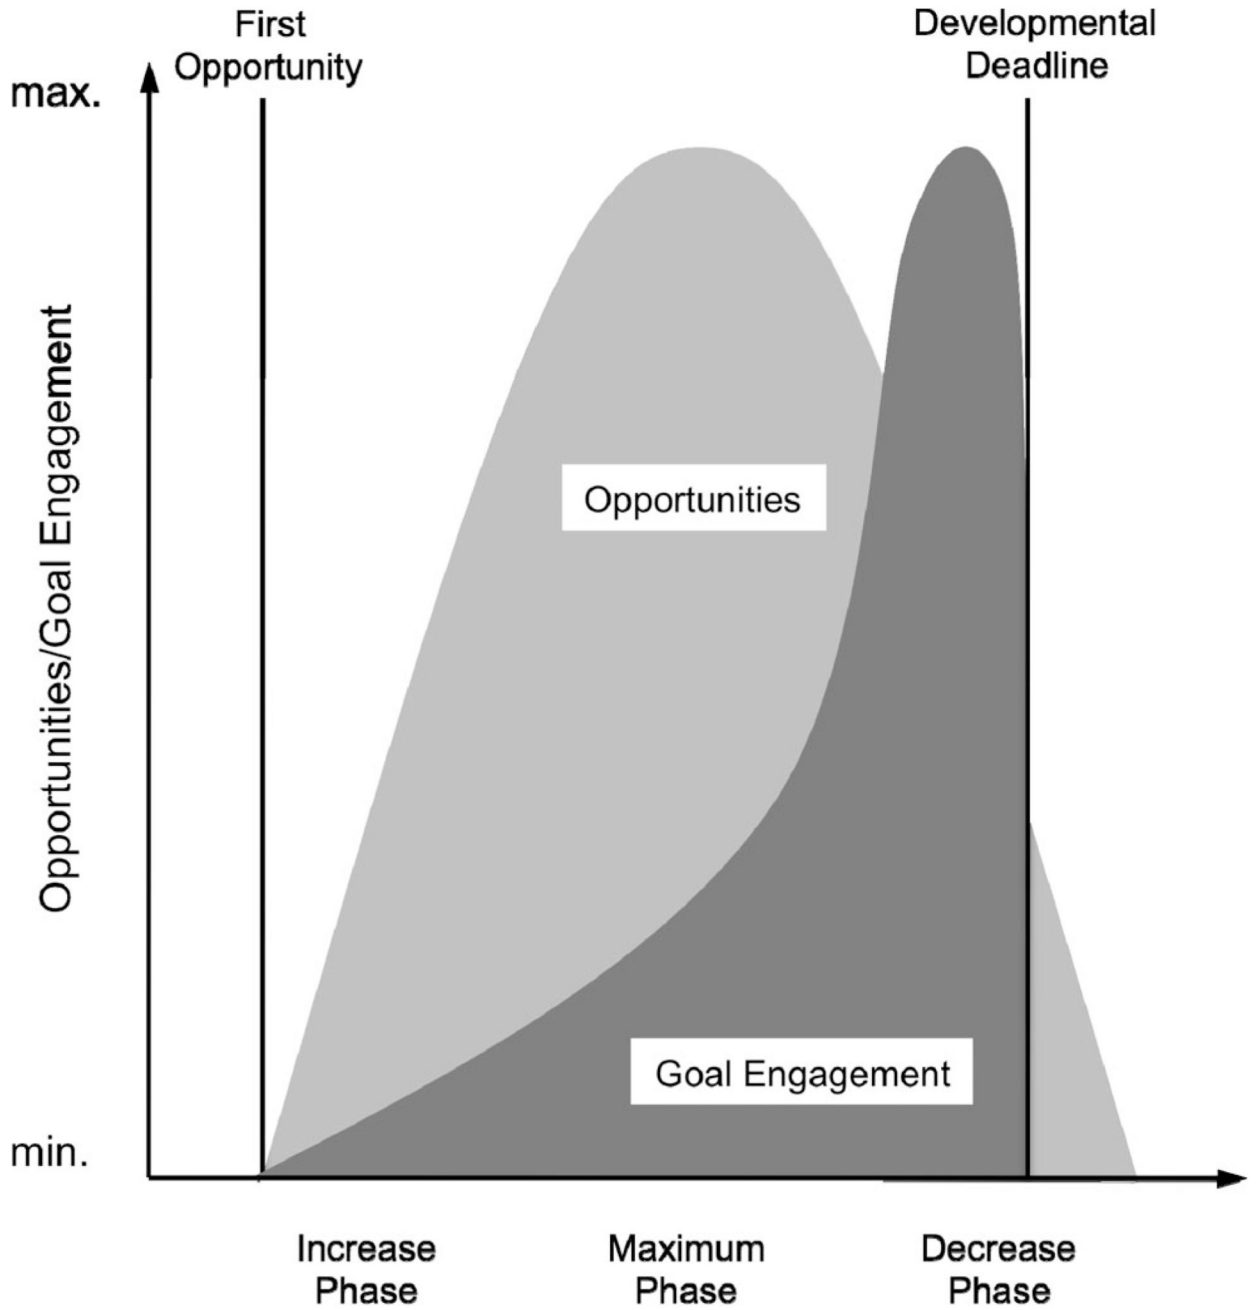 First
Opportunity
Developmental
Deadline
max.
Opportunities/Goal Engagement
Opportunities
Goal Engagement
min.
Increase
Phase
Maximum
Phase
Decrease
Phase